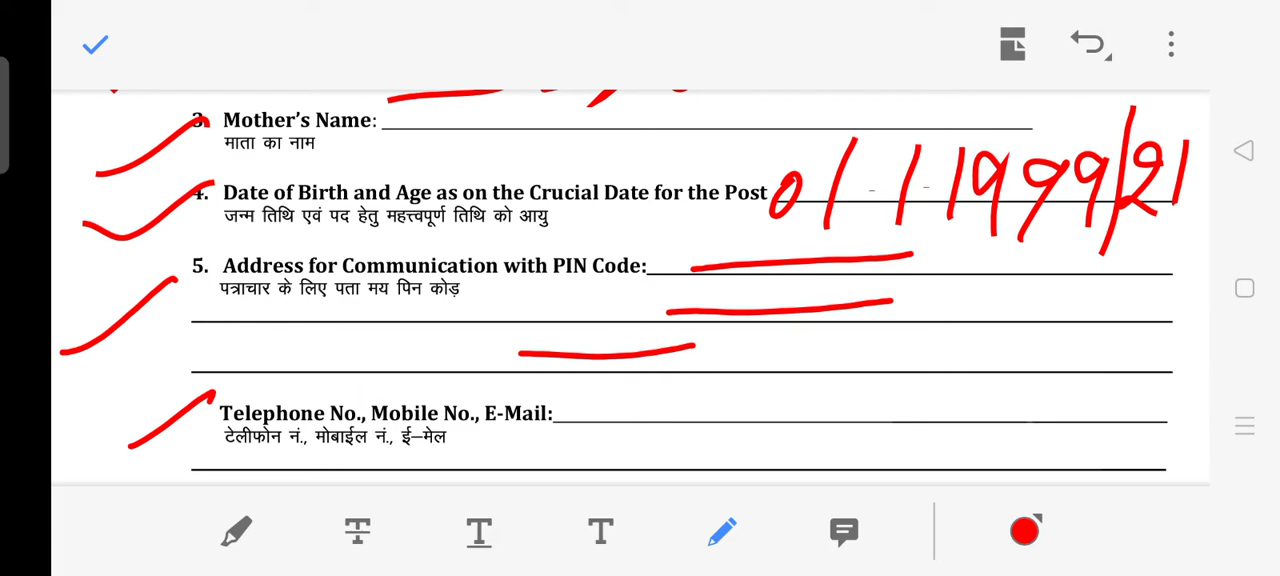 3. Mother's Name:
माता का नाम
4. Date of Birth and Age as on the Crucial Date for the Post 01/1/1999/21
जन्म तिथि एवं पद हेतु महत्त्वपूर्ण तिथि को आयु
5. Address for Communication with PIN Code:
पत्राचार के लिए पता मय पिन कोड़
Telephone No., Mobile No., E-Mail:
टेलीफोन नं., मोबाईल नं., ई–मेल